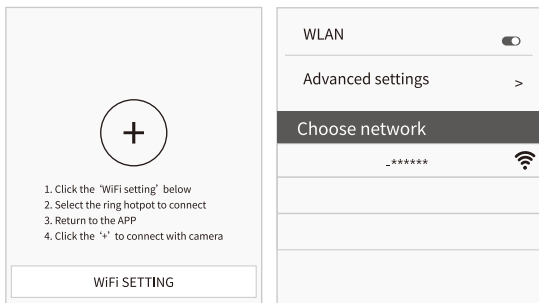 +
1. Click the ‘WiFi setting’ below
2. Select the ring hotpot to connect
3. Return to the APP
4. Click the ‘+’ to connect with camera
WiFi SETTING
WLAN
Advanced settings >
Choose network
_******